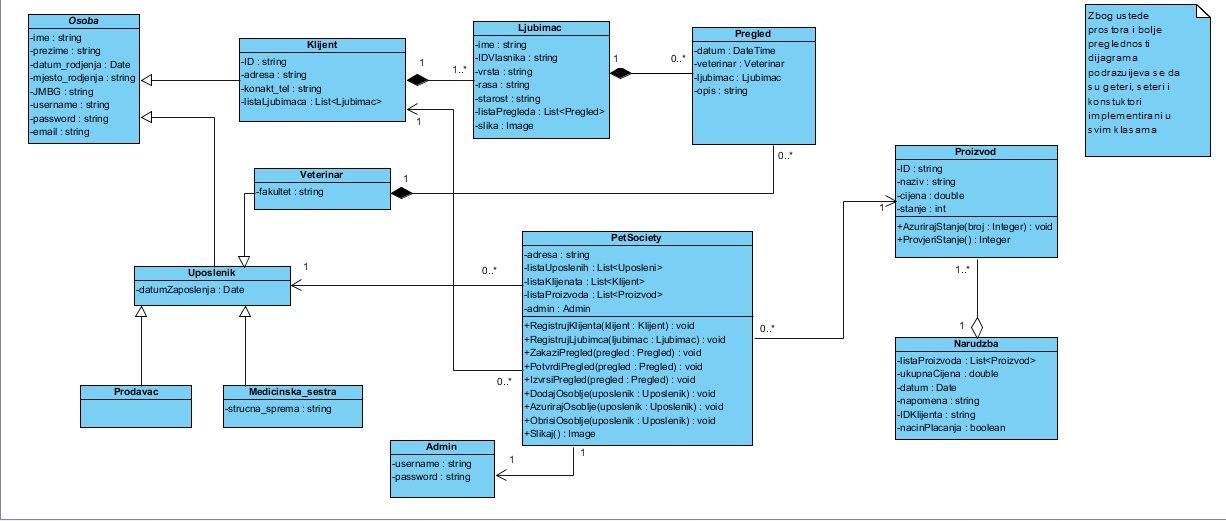 Osoba
-ime : string
-prezime : string
-datum_rodjenja : Date
-mjesto_rodjenja : string
-JMBG : string
-username : string
-password : string
-email : string
Klijent
-ID : string
-adresa : string
-konakt_tel : string
-listaLjubimaca : List<Ljubimac>
1
1..*
1
Ljubimac
-ime : string
-IDVlasnika : string
-vrsta : string
-rasa : string
-starost : string
-listaPregleda : List<Pregled>
-slika : Image
1
0..*
Pregled
-datum : DateTime
-veterinar : Veterinar
-ljubimac : Ljubimac
-opis : string
0..*
Zbog ustede
prostora i bolje
preglednosti
dijagrama
podrazuijeva se da
su geteri, seteri i
konstuktori
implementirani u
svim klasama
Veterinar
-fakultet : string
1
Proizvod
-ID : string
-naziv : string
-cijena : double
-stanje : int
+AzurirajStanje(broj : Integer) : void
+ProvjeriStanje() : Integer
1
1..*
1
Uposlenik
-datumZaposlenja : Date
1
0..*
PetSociety
-adresa : string
-listaUposlenih : List<Uposleni>
-listaKlijenata : List<Klijent>
-listaProizvoda : List<Proizvod>
-admin : Admin
+RegistrujKlijenta(klijent : Klijent) : void
+RegistrujLjubimca(ljubimac : Ljubimac) : void
+ZakaziPregled(pregled : Pregled) : void
+PotvrdiPregled(pregled : Pregled) : void
+IzvrsiPregled(pregled : Pregled) : void
+DodajOsoblje(uposlenik : Uposlenik) : void
+AzurirajOsoblje(uposlenik : Uposlenik) : void
+ObrisiOsoblje(uposlenik : Uposlenik) : void
+Slikaj() : Image
0..*
0..*
1
1
Narudzba
-listaProizvoda : List<Proizvod>
-ukupnaCijena : double
-datum : Date
-napomena : string
-IDKlijenta : string
-nacinPlacanja : boolean
Prodavac
Medicinska_sestra
-strucna_sprema : string
Admin
-username : string
-password : string